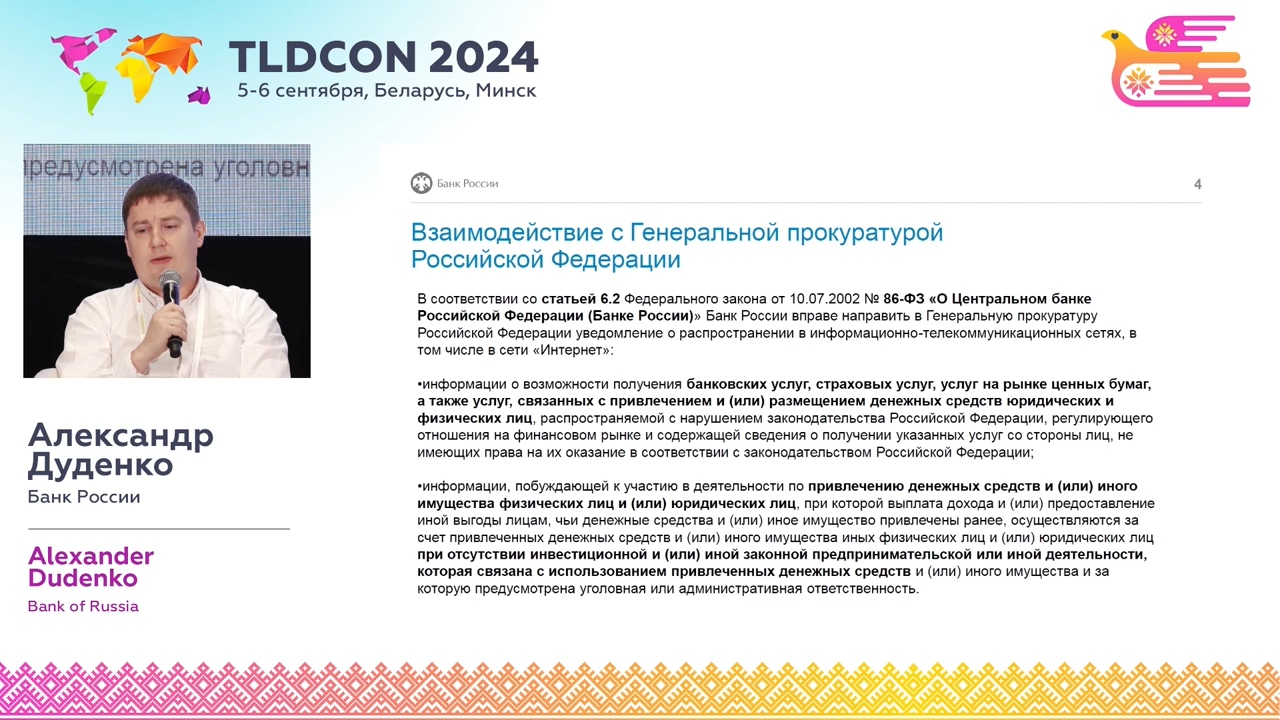 TLDCON 2024
5-6 сентября, Беларусь, Минск
предусмотрена уголовн
Александр
Дуденко
Банк России
Alexander
Dudenko
Bank of Russia
Банк России
4
Взаимодействие с Генеральной прокуратурой
Российской Федерации
В соответствии со статьей 6.2 Федерального закона от 10.07.2002 № 86-ФЗ «О Центральном банке
Российской Федерации (Банке России)» Банк России вправе направить в Генеральную прокуратуру
Российской Федерации уведомление о распространении в информационно-телекоммуникационных сетях, в
том числе в сети «Интернет»:
•информации о возможности получения банковских услуг, страховых услуг, услуг на рынке ценных бумаг,
а также услуг, связанных с привлечением и (или) размещением денежных средств юридических и
физических лиц, распространяемой с нарушением законодательства Российской Федерации, регулирующего
отношения на финансовом рынке и содержащей сведения о получении указанных услуг со стороны лиц, не
имеющих права на их оказание в соответствии с законодательством Российской Федерации;
•информации, побуждающей к участию в деятельности по привлечению денежных средств и (или) иного
имущества физических лиц и (или) юридических лиц, при которой выплата дохода и (или) предоставление
иной выгоды лицам, чьи денежные средства и (или) иное имущество привлечены ранее, осуществляются за
счет привлеченных денежных средств и (или) иного имущества иных физических лиц и (или) юридических лиц
при отсутствии инвестиционной и (или) иной законной предпринимательской или иной деятельности,
которая связана с использованием привлеченных денежных средств и (или) иного имущества и за
которую предусмотрена уголовная или административная ответственность.